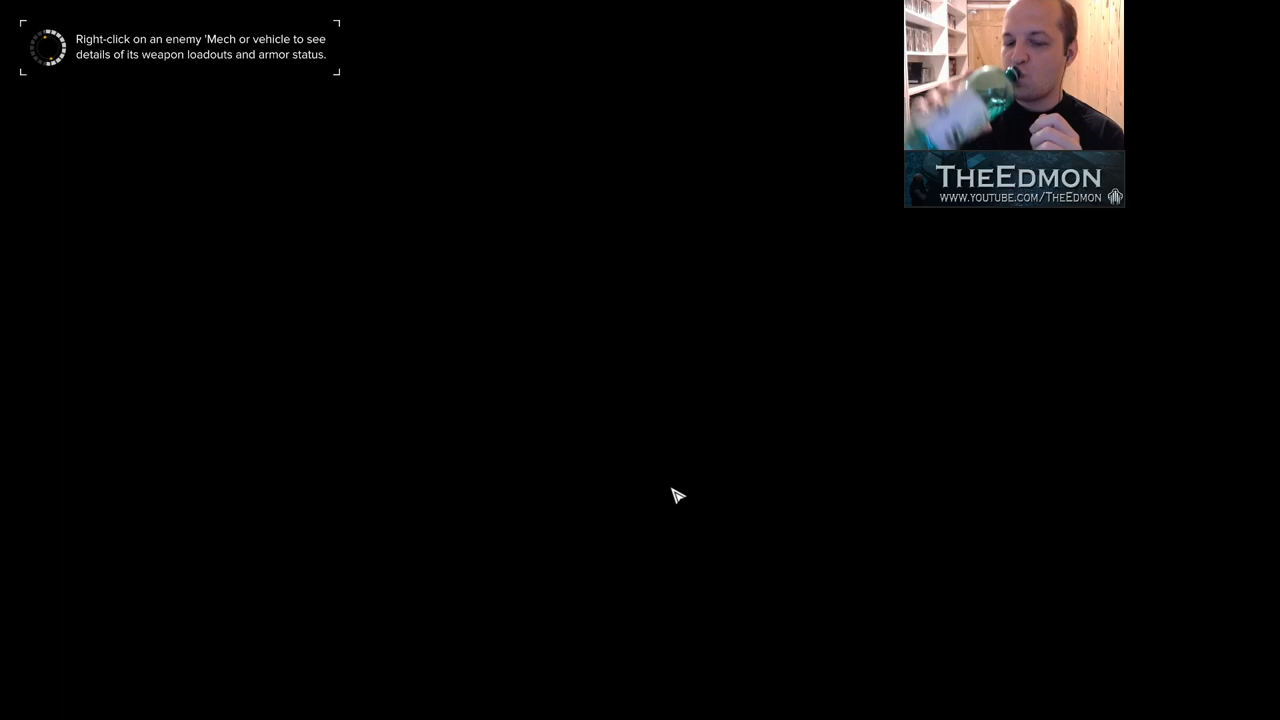 Right-click on an enemy 'Mech or vehicle to see
details of its weapon loadouts and armor status.
THEEDMON
WWW.YOUTUBE.COM/THEEDMON